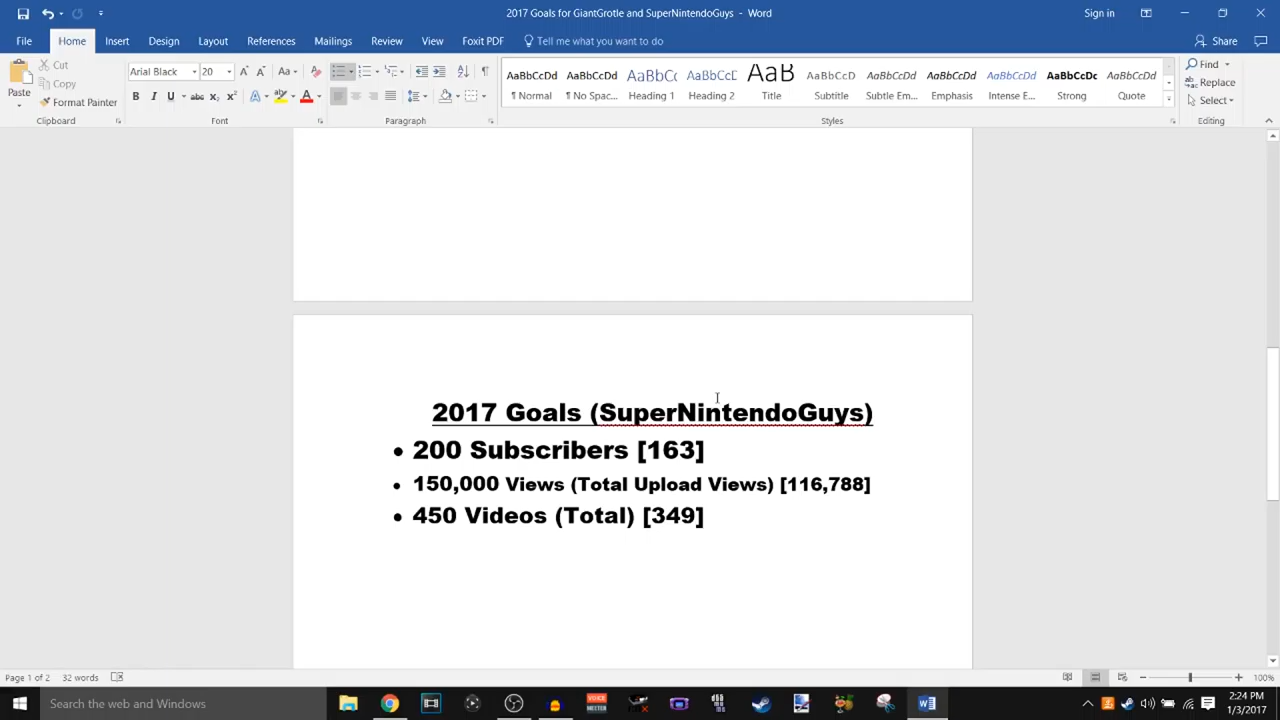 2017 Goals for GiantGrotle and SuperNintendoGuys - Word
Sign in
File Home Insert Design Layout References Mailings Review View Foxit PDF Tell me what you want to do
Share
Paste
Cut
Copy
Format Painter
Clipboard
Arial Black 20
Font
Paragraph
AaBbCcDd AaBbCcDd AaBbCc AaBbCcD AaB AaBbCcD AaBbCcDd AaBbCcDd AaBbCcDd AaBbCcDc AaBbCcDd
¶ Normal ¶ No Spac... Heading 1 Heading 2 Title Subtitle Subtle Em... Emphasis Intense E... Strong Quote
Styles
Find
Replace
Select
Editing
2017 Goals (SuperNintendoGuys)
• 200 Subscribers [163]
• 150,000 Views (Total Upload Views) [116,788]
• 450 Videos (Total) [349]
Page 1 of 2 32 words
100%
Search the web and Windows
VOICE MEETER
2:24 PM
1/3/2017